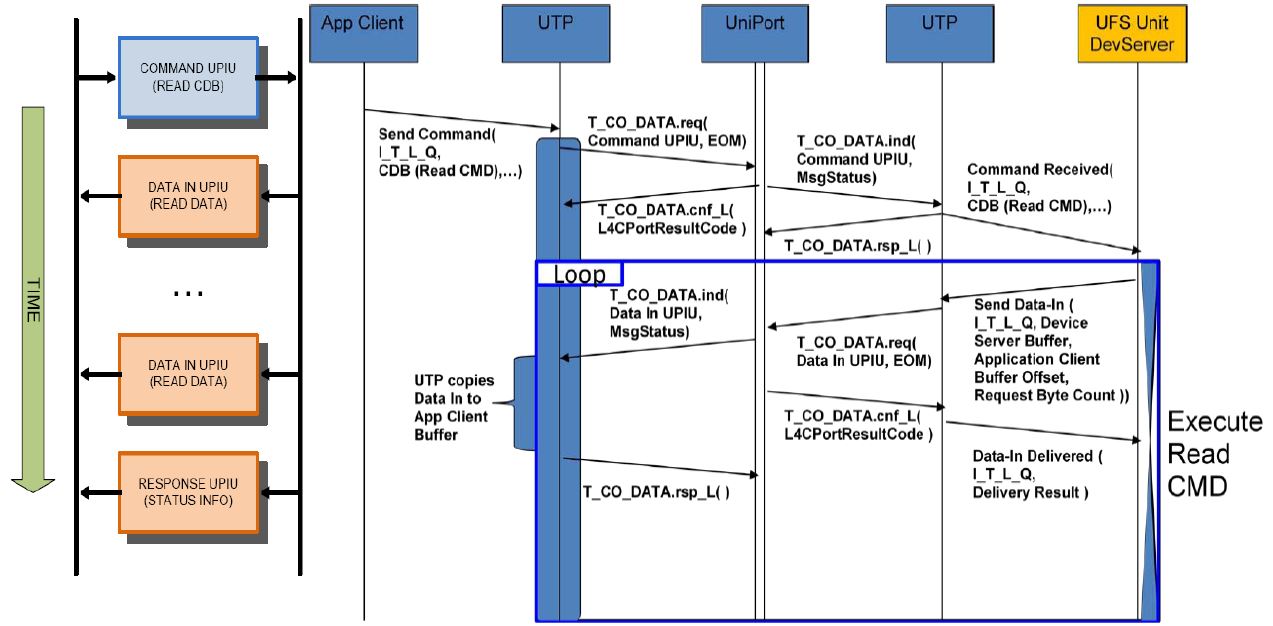 COMMAND UPIU
(READ CDB)
DATA IN UPIU
(READ DATA)
...
DATA IN UPIU
(READ DATA)
RESPONSE UPIU
(STATUS INFO)
TIME
App Client
UTP
UniPort
UTP
UFS Unit
DevServer
Send Command(
I_T_L_Q,
CDB (Read CMD),...)
T_CO_DATA.req(
Command UPIU, EOM)
T_CO_DATA.ind(
Command UPIU,
MsgStatus)
Command Received(
I_T_L_Q,
CDB (Read CMD),...)
T_CO_DATA.cnf_L(
L4CPortResultCode )
T_CO_DATA.rsp_L( )
Loop
T_CO_DATA.ind(
Data In UPIU,
MsgStatus)
Send Data-In (
I_T_L_Q, Device
Server Buffer,
Application Client
Buffer Offset,
Request Byte Count ))
T_CO_DATA.req(
Data In UPIU, EOM)
UTP copies
Data In to
App Client
Buffer
T_CO_DATA.cnf_L(
L4CPortResultCode )
Data-In Delivered (
I_T_L_Q,
Delivery Result )
T_CO_DATA.rsp_L( )
Execute
Read
CMD